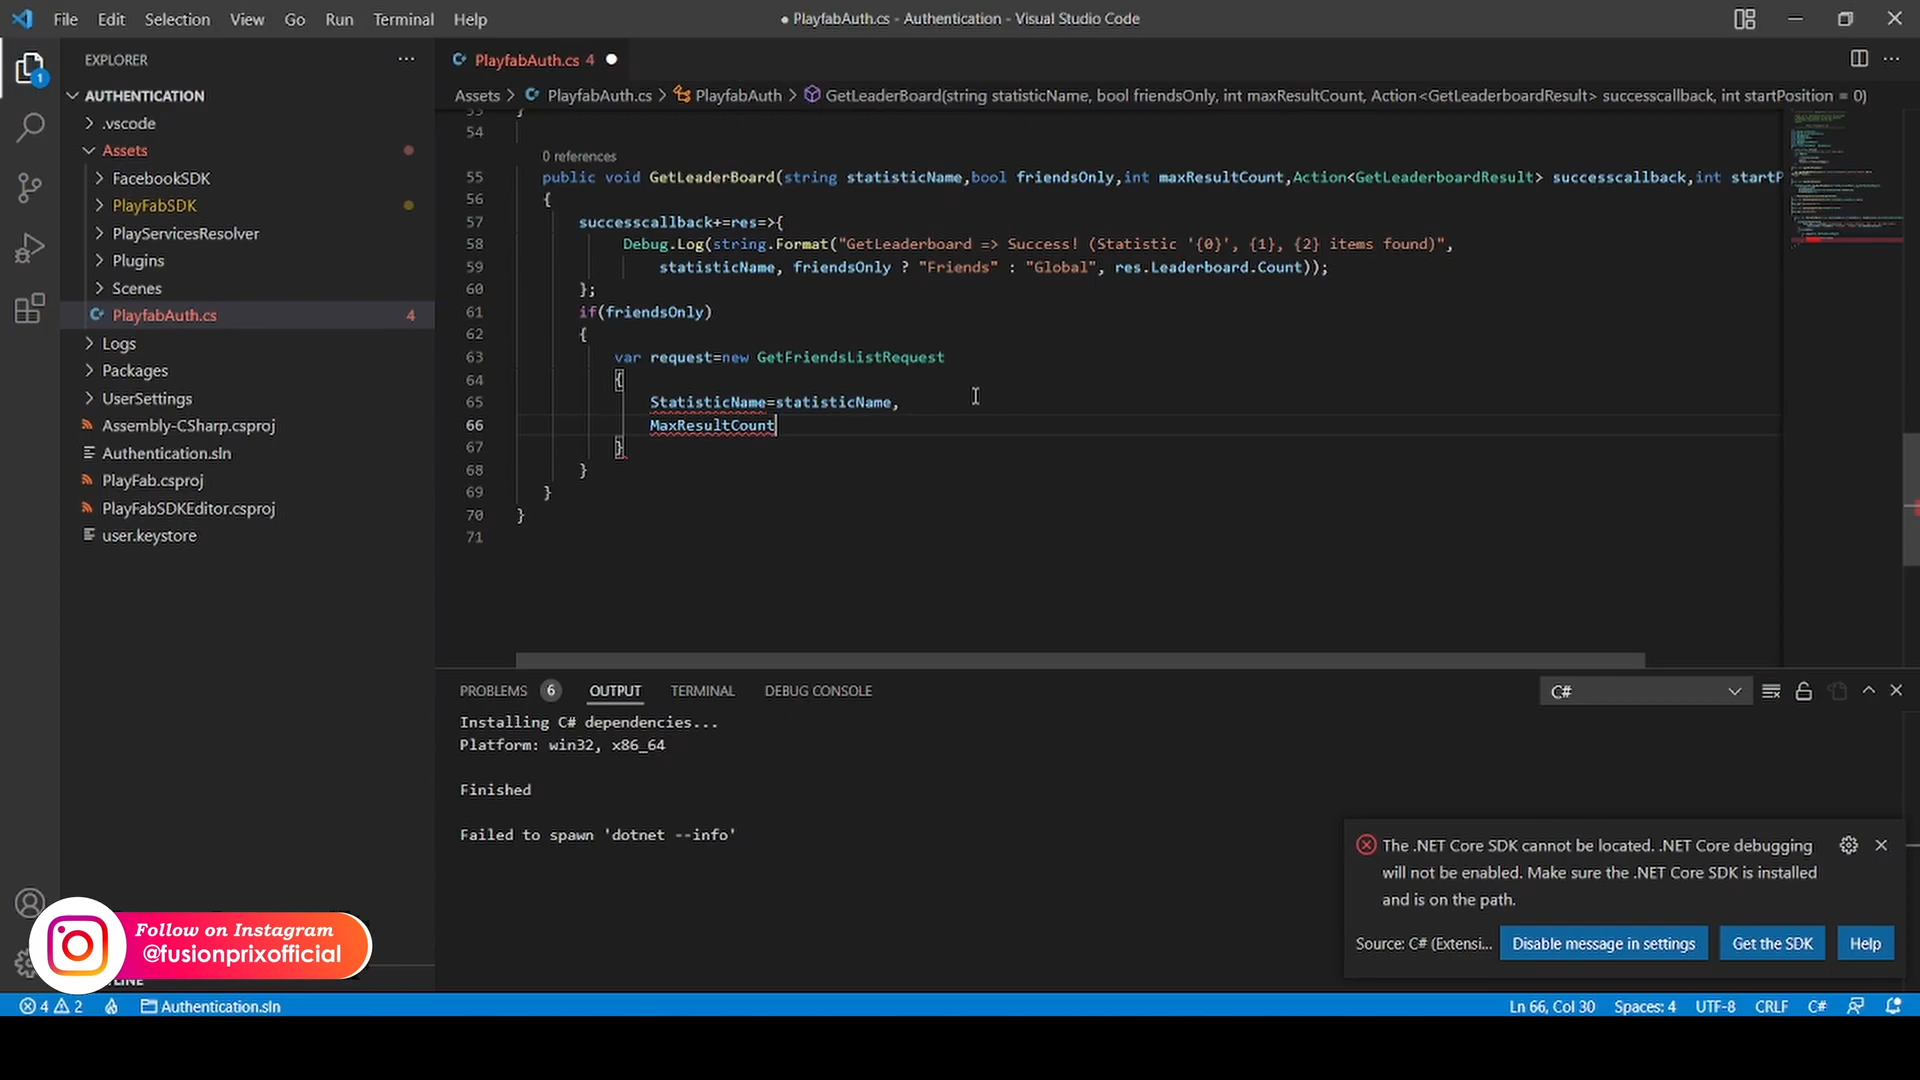 File Edit Selection View Go Run Terminal Help
● PlayfabAuth.cs - Authentication - Visual Studio Code
EXPLORER
PlayfabAuth.cs 4
1
AUTHENTICATION
Assets > PlayfabAuth.cs > PlayfabAuth > GetLeaderBoard(string statisticName, bool friendsOnly, int maxResultCount, Action<GetLeaderboardResult> successcallback, int startPosition = 0)
.vscode
Assets
FacebookSDK
PlayFabSDK
PlayServicesResolver
Plugins
Scenes
PlayfabAuth.cs 4
Logs
Packages
UserSettings
Assembly-CSharp.csproj
Authentication.sln
PlayFab.csproj
PlayFabSDKEditor.csproj
user.keystore
53 }
54
0 references
55 public void GetLeaderBoard(string statisticName,bool friendsOnly,int maxResultCount,Action<GetLeaderboardResult> successcallback,int startP
56 {
57 successcallback+=res=>{
58 Debug.Log(string.Format("GetLeaderboard => Success! (Statistic '{0}', {1}, {2} items found)",
59 statisticName, friendsOnly ? "Friends" : "Global", res.Leaderboard.Count));
60 };
61 if(friendsOnly)
62 {
63 var request=new GetFriendsListRequest
64 {
65 StatisticName=statisticName,
66 MaxResultCount
67 }
68 }
69 }
70 }
71
PROBLEMS 6 OUTPUT TERMINAL DEBUG CONSOLE
C#
Installing C# dependencies...
Platform: win32, x86_64
Finished
Failed to spawn 'dotnet --info'
The .NET Core SDK cannot be located. .NET Core debugging
will not be enabled. Make sure the .NET Core SDK is installed
and is on the path.
Source: C# (Extensi...
Disable message in settings
Get the SDK
Help
Follow on Instagram
@fusionprixofficial
4 2
Authentication.sln
Ln 66, Col 30 Spaces: 4 UTF-8 CRLF C#